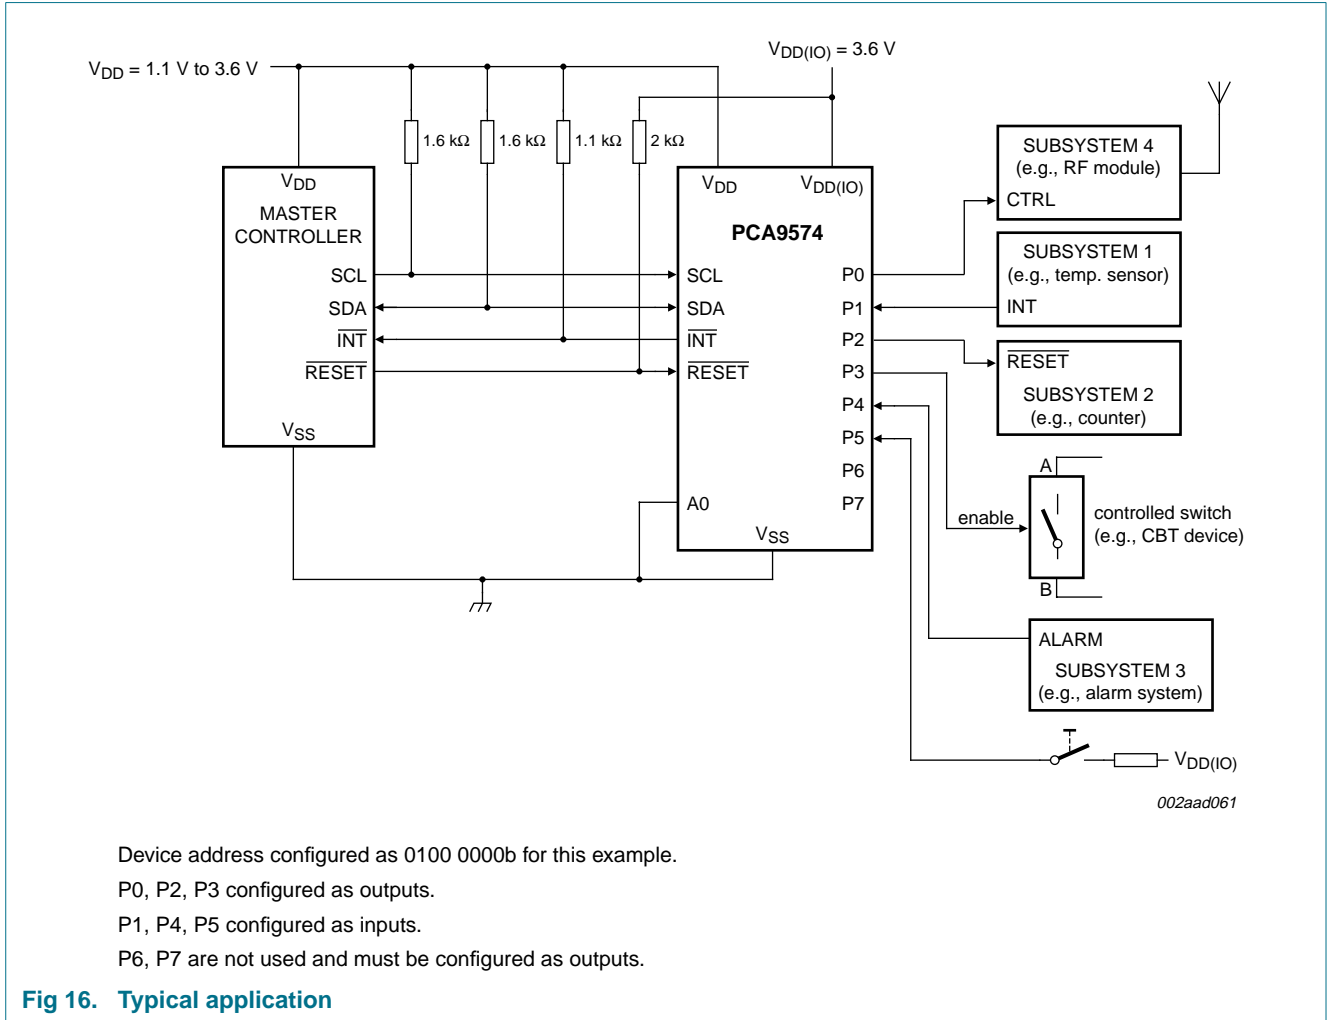 VDD = 1.1 V to 3.6 V
VDD(IO) = 3.6 V
1.6 kΩ
1.6 kΩ
1.1 kΩ
2 kΩ
VDD
MASTER
CONTROLLER
SCL
SDA
INT
RESET
VSS
VDD
VDD(IO)
PCA9574
SCL
SDA
INT
RESET
A0
VSS
P0
P1
P2
P3
P4
P5
P6
P7
SUBSYSTEM 4
(e.g., RF module)
CTRL
SUBSYSTEM 1
(e.g., temp. sensor)
INT
RESET
SUBSYSTEM 2
(e.g., counter)
A
enable
B
controlled switch
(e.g., CBT device)
ALARM
SUBSYSTEM 3
(e.g., alarm system)
VDD(IO)
002aad061
Device address configured as 0100 0000b for this example.
P0, P2, P3 configured as outputs.
P1, P4, P5 configured as inputs.
P6, P7 are not used and must be configured as outputs.
Fig 16. Typical application